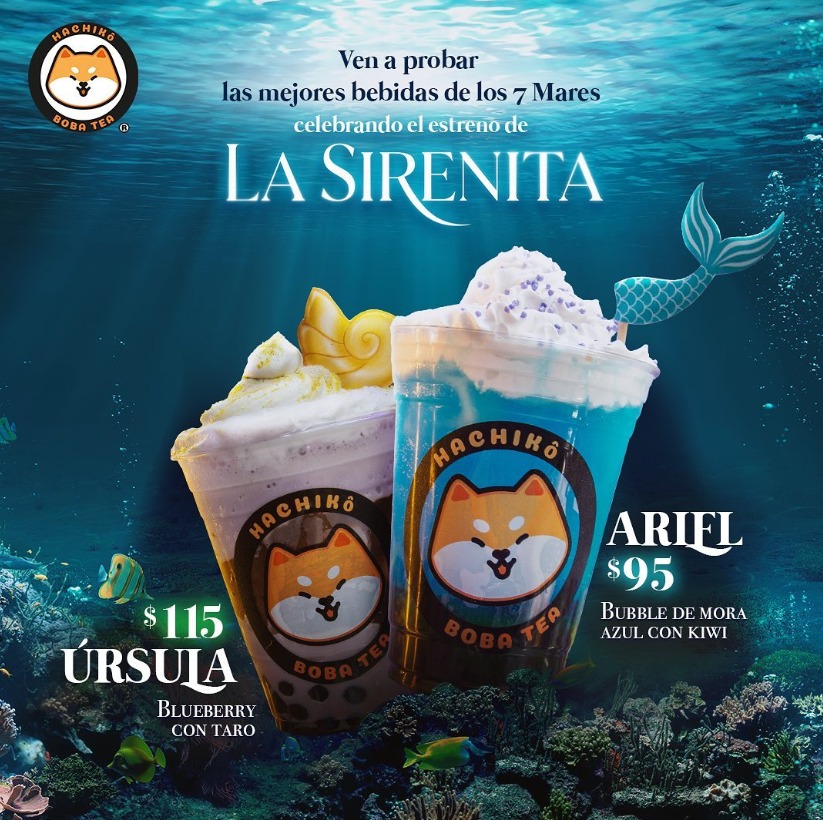 HACHIKÔ
BOBA TEA®
Ven a probar
las mejores bebidas de los 7 Mares
celebrando el estreno de
LA SIRENITA
HACHIKÔ
BOBA TEA
HACHIKÔ
BOBA TEA
ARIEL
$95
BUBBLE DE MORA
AZUL CON KIWI
$115
ÚRSULA
BLUEBERRY
CON TARO